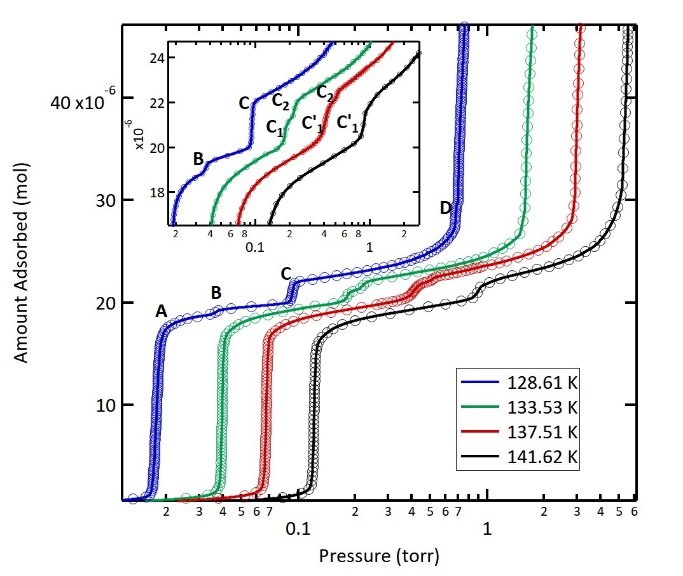 24
22
20
18
x10⁻⁶
C C₂ C₂
C₁ C'₁ C'₁
B
2 4 6 8 2 4 6 8 2
0.1 1
40 x10⁻⁶
30
20
10
Amount Adsorbed (mol)
A
B
C
D
128.61 K
133.53 K
137.51 K
141.62 K
2 3 4 5 6 7 2 3 4 5 6 7 2 3 4 5 6
0.1 1
Pressure (torr)